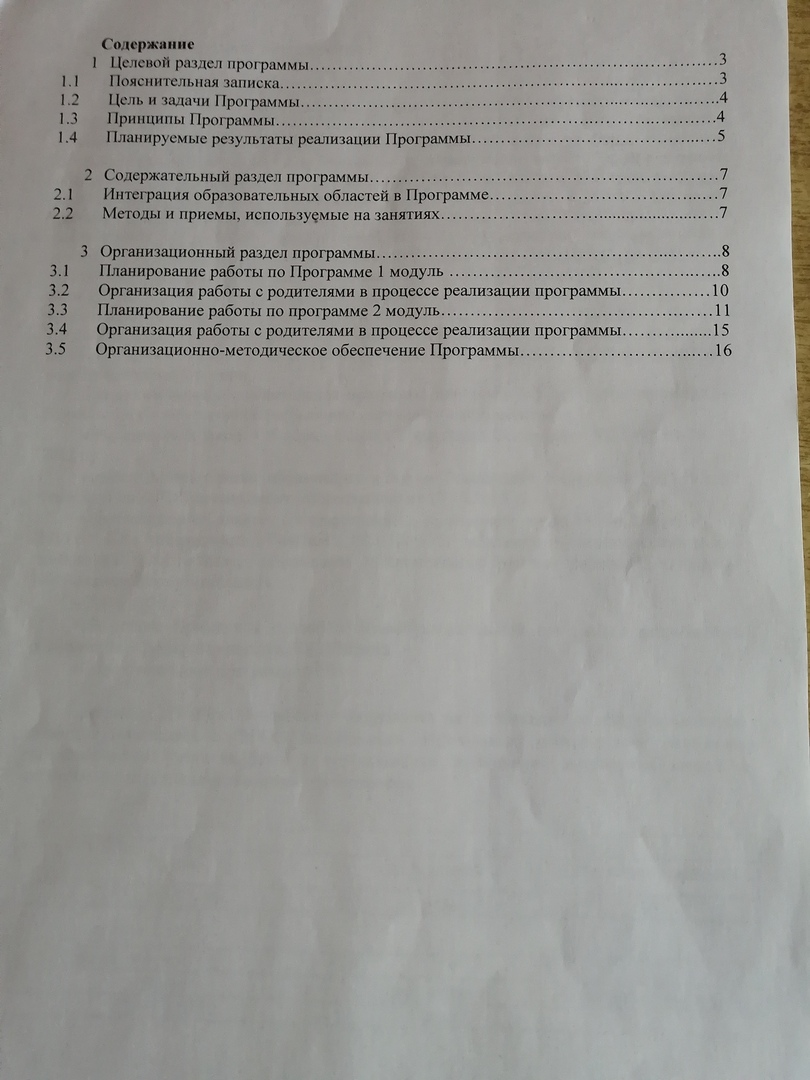 Содержание
1 Целевой раздел программы……………………………………………………3
1.1 Пояснительная записка……………………………………………………3
1.2 Цель и задачи Программы……………………………………………………4
1.3 Принципы Программы……………………………………………………4
1.4 Планируемые результаты реализации Программы…………………………………5
2 Содержательный раздел программы……………………………………………7
2.1 Интеграция образовательных областей в Программе……………………………7
2.2 Методы и приемы, используемые на занятиях…………………………………7
3 Организационный раздел программы……………………………………………8
3.1 Планирование работы по Программе 1 модуль ………………………………8
3.2 Организация работы с родителями в процессе реализации программы……………10
3.3 Планирование работы по программе 2 модуль…………………………………11
3.4 Организация работы с родителями в процессе реализации программы……………15
3.5 Организационно-методическое обеспечение Программы…………………………16